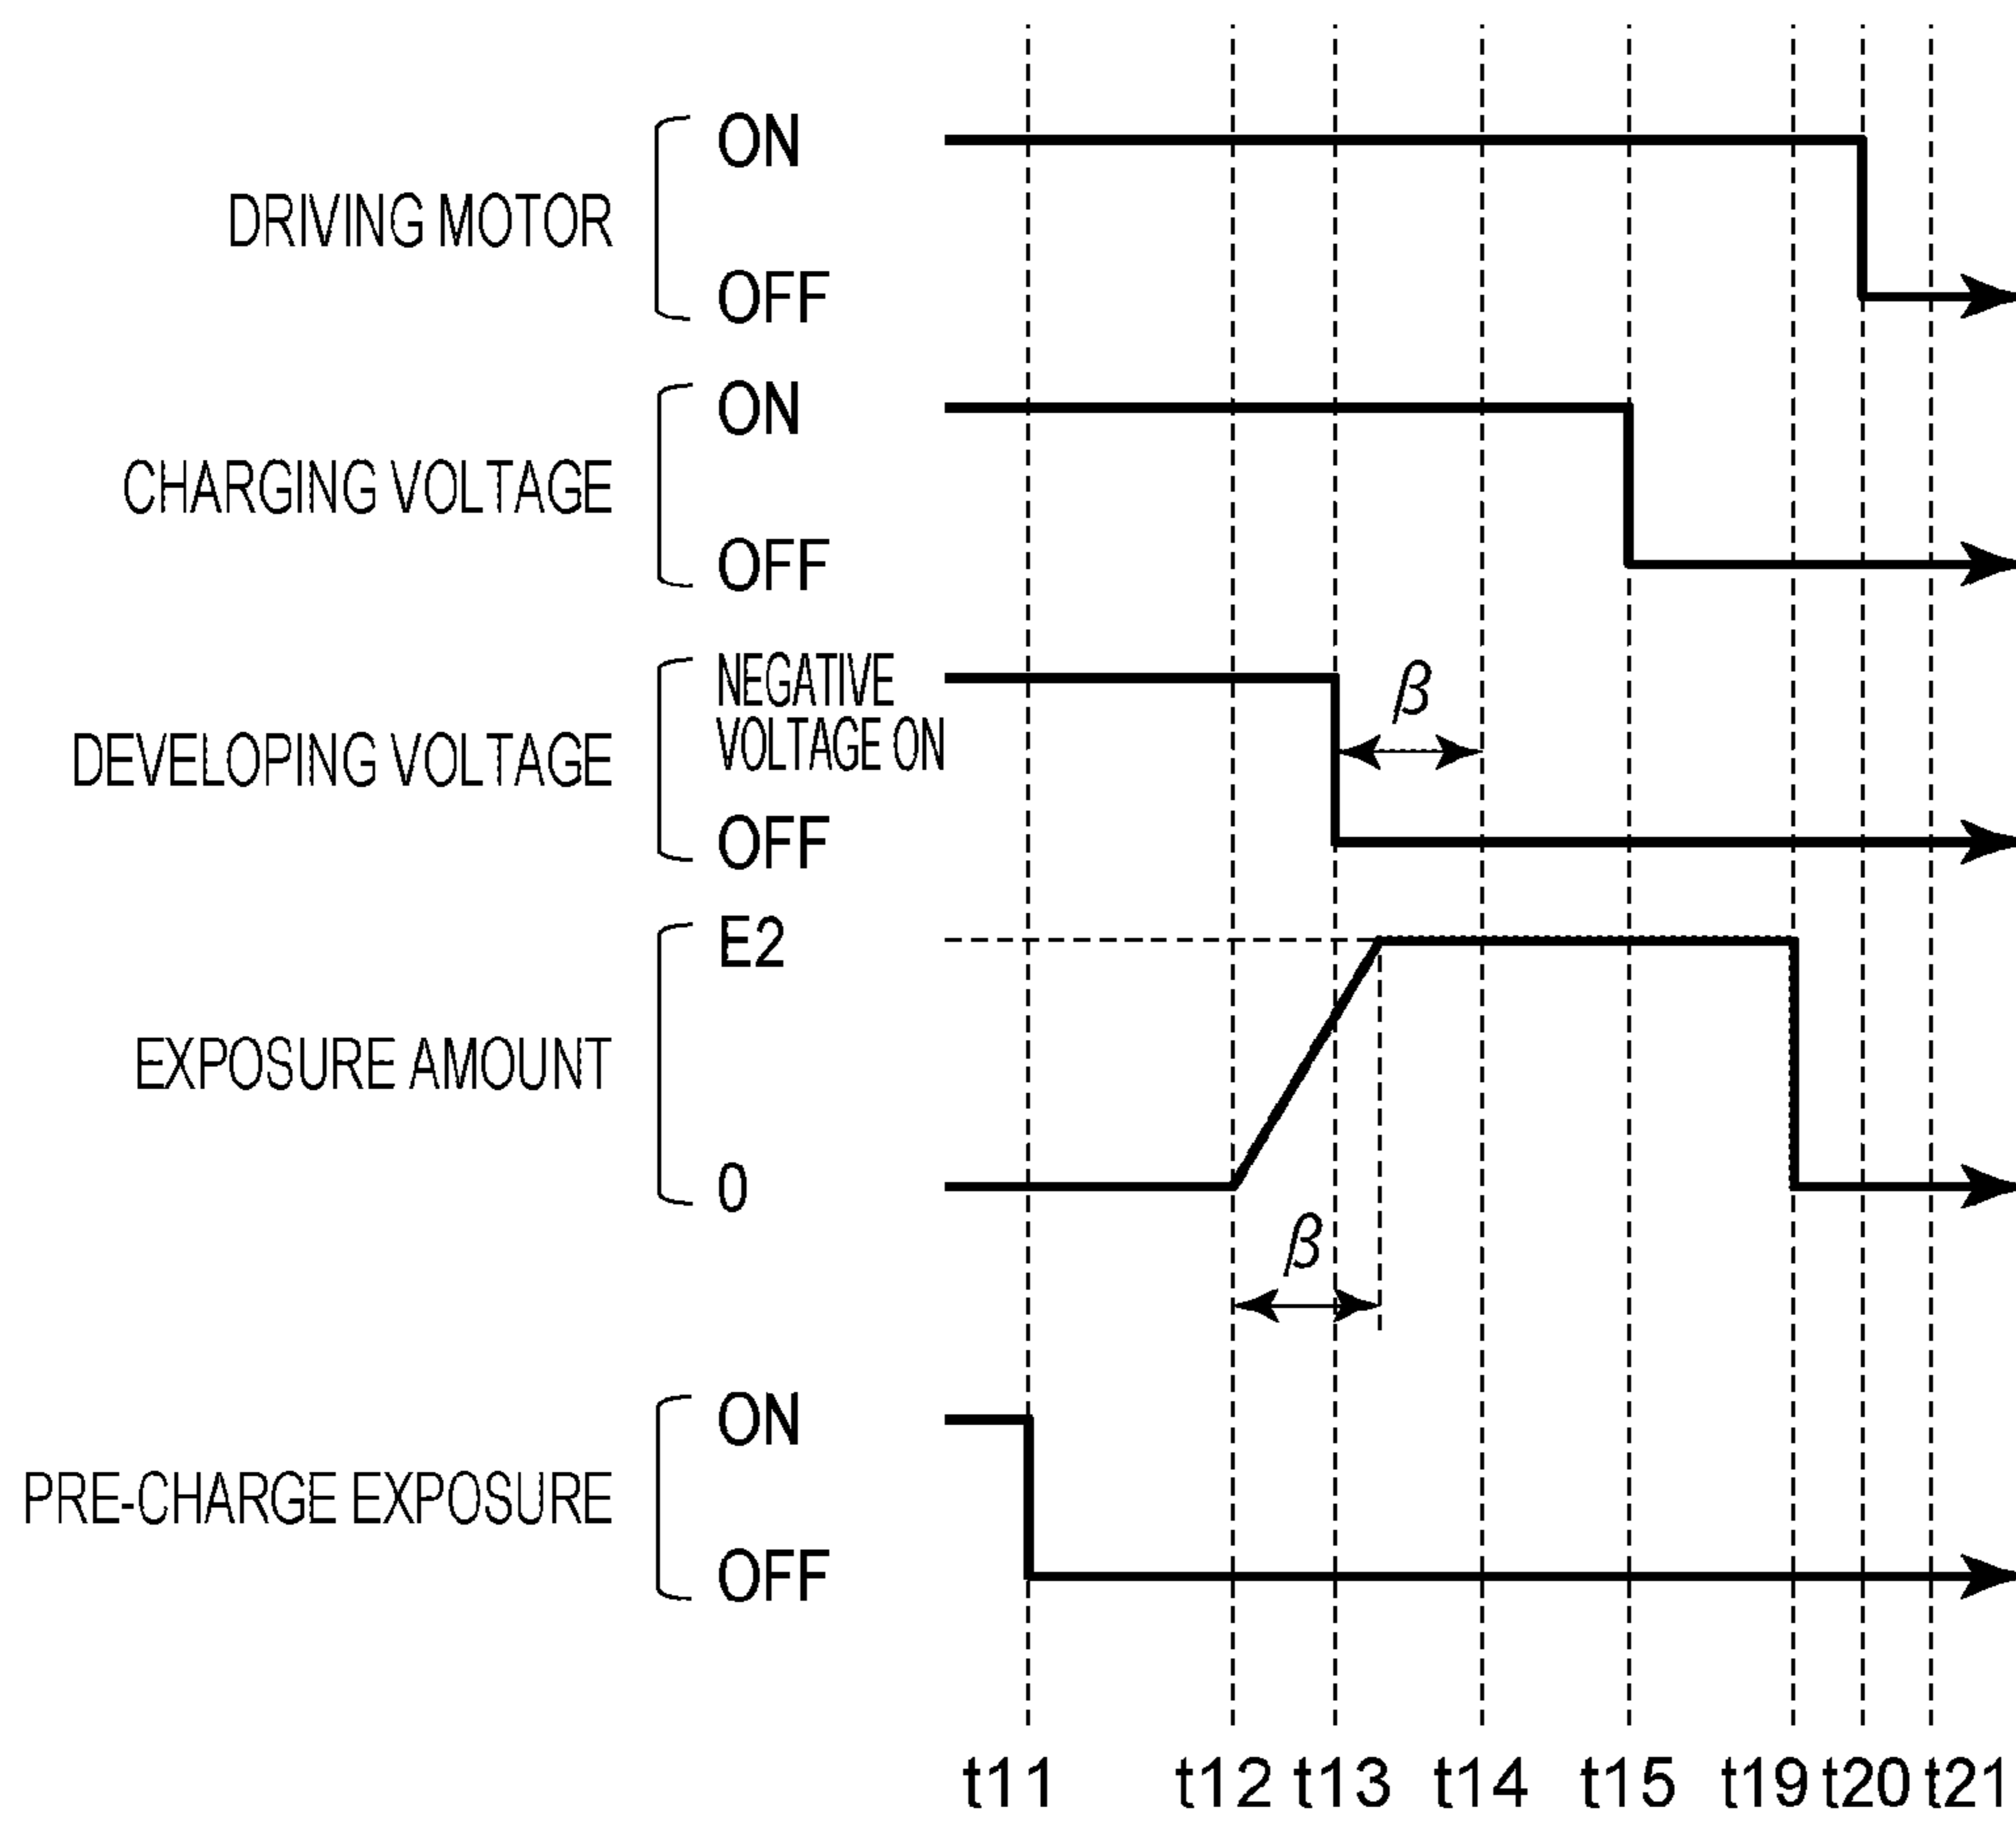 ON
DRIVING MOTOR
OFF
ON
CHARGING VOLTAGE
OFF
NEGATIVE
VOLTAGE ON
β
DEVELOPING VOLTAGE
OFF
E2
EXPOSURE AMOUNT
0
β
ON
PRE-CHARGE EXPOSURE
OFF
t11 t12 t13 t14 t15 t19 t20 t21